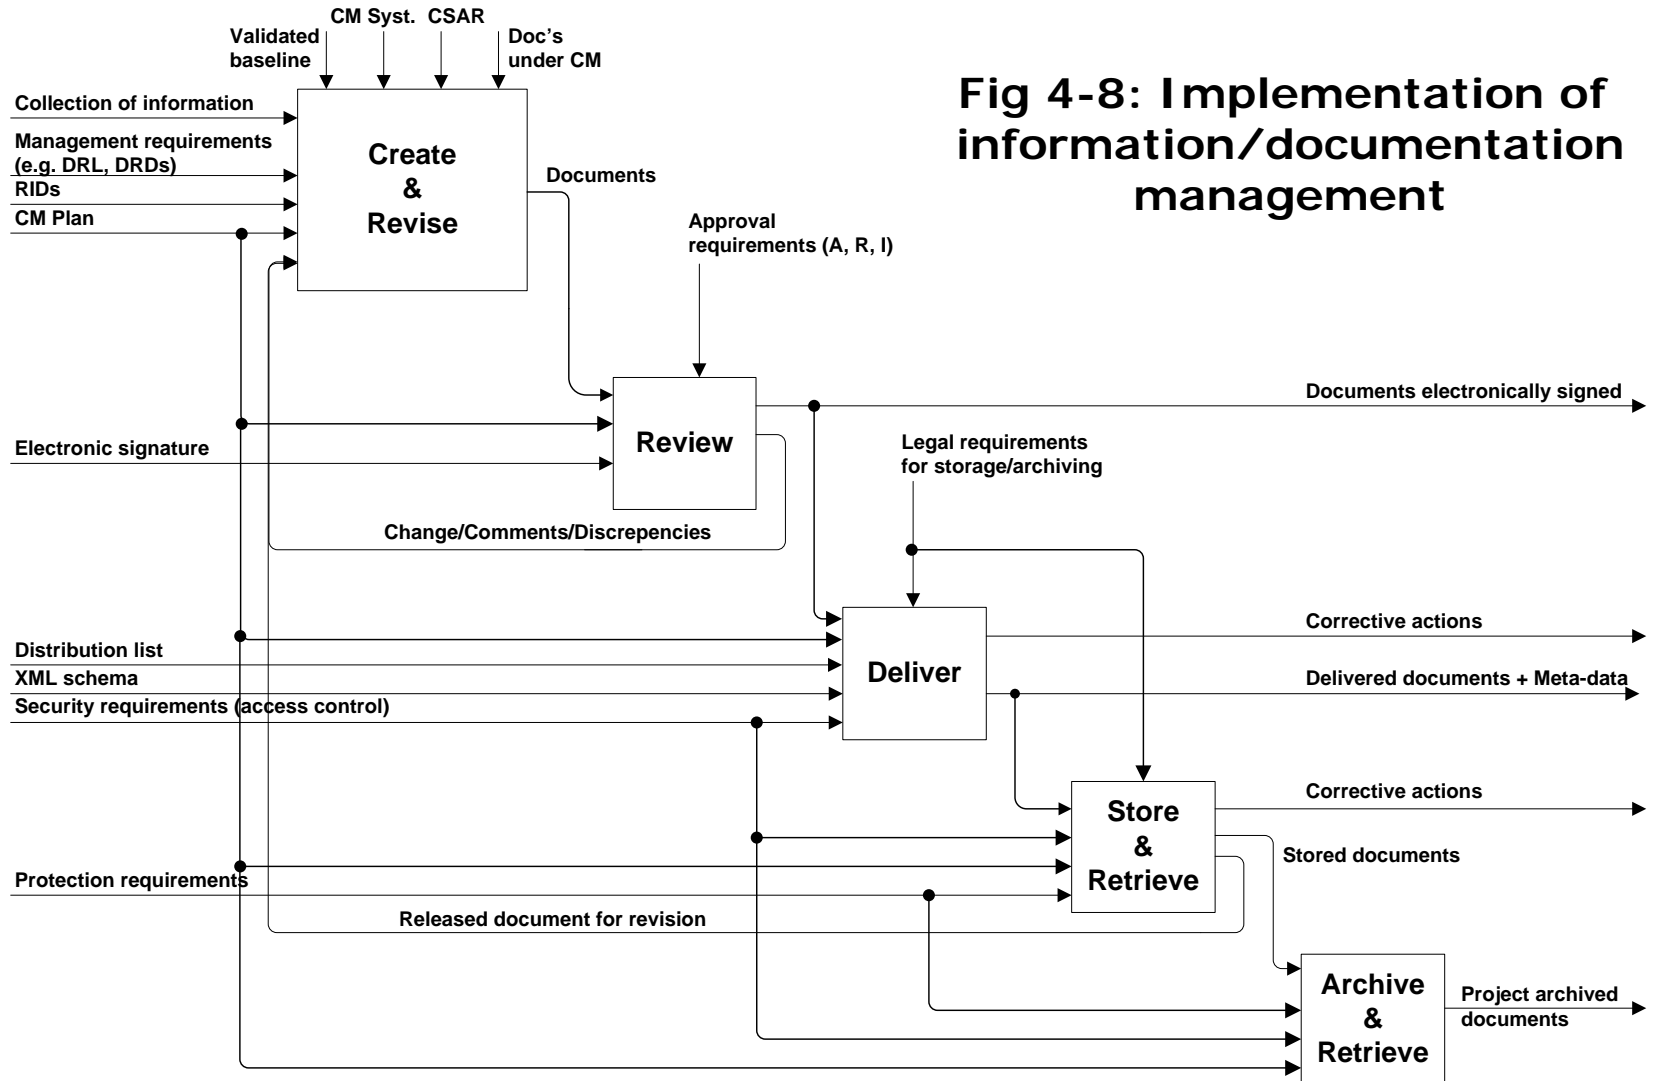 CM Syst. CSAR
Validated
baseline
Doc's
under CM
Fig 4-8: Implementation of
information/documentation
management
Collection of information
Management requirements
(e.g. DRL, DRDs)
RIDs
CM Plan
Create
&
Revise
Documents
Approval
requirements (A, R, I)
Documents electronically signed
Electronic signature
Review
Legal requirements
for storage/archiving
Change/Comments/Discrepencies
Corrective actions
Distribution list
XML schema
Security requirements (access control)
Deliver
Delivered documents + Meta-data
Corrective actions
Store
&
Retrieve
Stored documents
Protection requirements
Released document for revision
Archive
&
Retrieve
Project archived
documents